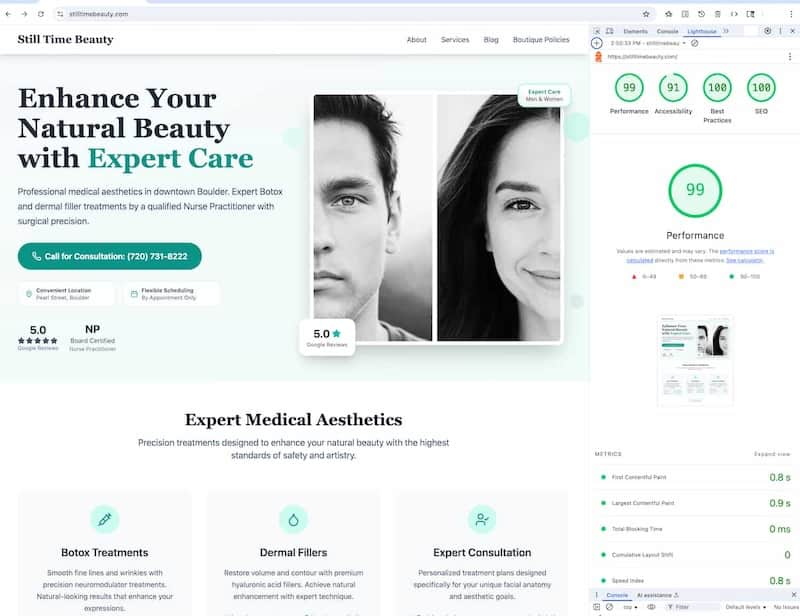 stilltimebeauty.com
Still Time Beauty
About Services Blog Boutique Policies
Enhance Your
Natural Beauty
with Expert Care
Professional medical aesthetics in downtown Boulder. Expert Botox
and dermal filler treatments by a qualified Nurse Practitioner with
surgical precision.
Call for Consultation: (720) 731-8222
Convenient Location
Pearl Street, Boulder
Flexible Scheduling
By Appointment Only
5.0
Google Reviews
NP
Board Certified
Nurse Practitioner
Expert Care
Men & Women
5.0
Google Reviews
Expert Medical Aesthetics
Precision treatments designed to enhance your natural beauty with the highest
standards of safety and artistry.
Botox Treatments
Smooth fine lines and wrinkles with
precision neuromodulator treatments.
Natural-looking results that enhance your
expressions.
Dermal Fillers
Restore volume and contour with premium
hyaluronic acid fillers. Achieve natural
enhancement with expert technique.
Expert Consultation
Personalized treatment plans designed
specifically for your unique facial anatomy
and aesthetic goals.
Elements Console Lighthouse
2:50:33 PM - stilltimebeau
https://stilltimebeauty.com/
99 91 100 100
Performance Accessibility Best Practices SEO
99
Performance
Values are estimated and may vary. The performance score is
calculated directly from these metrics. See calculator.
0–49 50–89 90–100
METRICS Expand view
First Contentful Paint 0.8 s
Largest Contentful Paint 0.9 s
Total Blocking Time 0 ms
Cumulative Layout Shift 0
Speed Index 0.8 s
Console AI assistance
top Filter Default levels No Issues